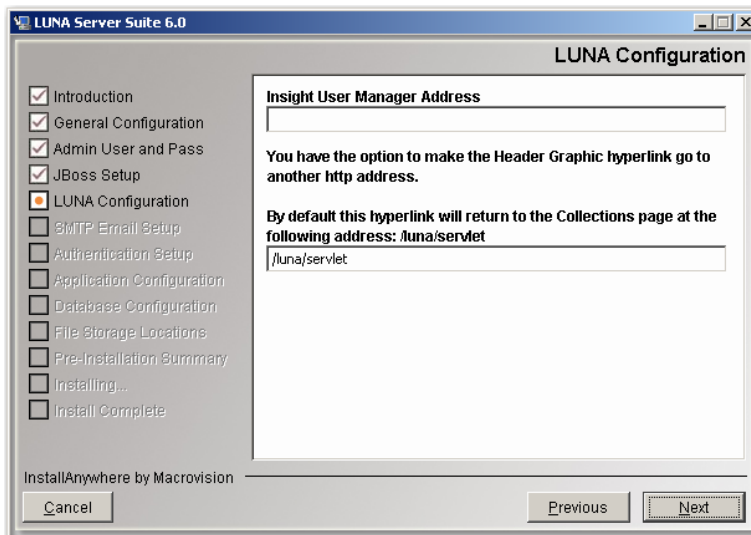 LUNA Server Suite 6.0
LUNA Configuration
Introduction
General Configuration
Admin User and Pass
JBoss Setup
LUNA Configuration
SMTP Email Setup
Authentication Setup
Application Configuration
Database Configuration
File Storage Locations
Pre-Installation Summary
Installing...
Install Complete
Insight User Manager Address
You have the option to make the Header Graphic hyperlink go to
another http address.
By default this hyperlink will return to the Collections page at the
following address: /luna/servlet
/luna/servlet
InstallAnywhere by Macrovision
Cancel
Previous
Next